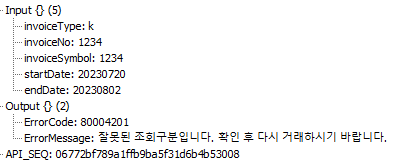 Input {} (5)
invoiceType: k
invoiceNo: 1234
invoiceSymbol: 1234
startDate: 20230720
endDate: 20230802
Output {} (2)
ErrorCode: 80004201
ErrorMessage: 잘못된 조회구분입니다. 확인 후 다시 거래하시기 바랍니다.
API_SEQ: 06772bf789a1ffb9ba5f31d6b4b53008